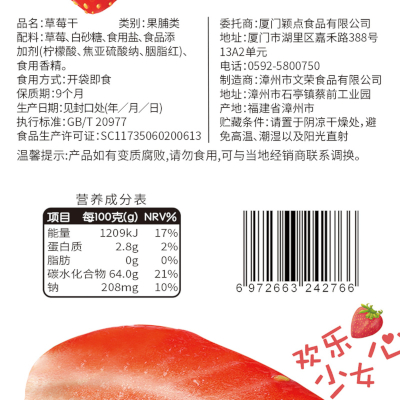 品名:草莓干 类别:果脯类
配料:草莓、白砂糖、食用盐、食品添
加剂(柠檬酸、焦亚硫酸纳、胭脂红)、
食用香精。
食用方式:开袋即食
保质期:9个月
生产日期:见封口处(年／月／日)
执行标准:GB/T 20977
食品生产许可证:SC11735060200613
委托商:厦门颖点食品有限公司
地址:厦门市湖里区嘉禾路388号
13A2单元
电话:0592-5800750
制造商:漳州市文荣食品有限公司
地址:漳州市石亭镇蔡前工业园
产地:福建省漳州市
贮藏条件:请置于阴凉干燥处,避
免高温、潮湿以及阳光直射
温馨提示:产品如有变质腐败,请勿食用,可与当地经销商联系调换。
营养成分表
项目 每100克(g) NRV%
能量 1209kJ 17%
蛋白质 2.8g 2%
脂肪 0g 0%
碳水化合物 64.0g 21%
钠 208mg 10%
6 972663 242766
欢乐心
少女